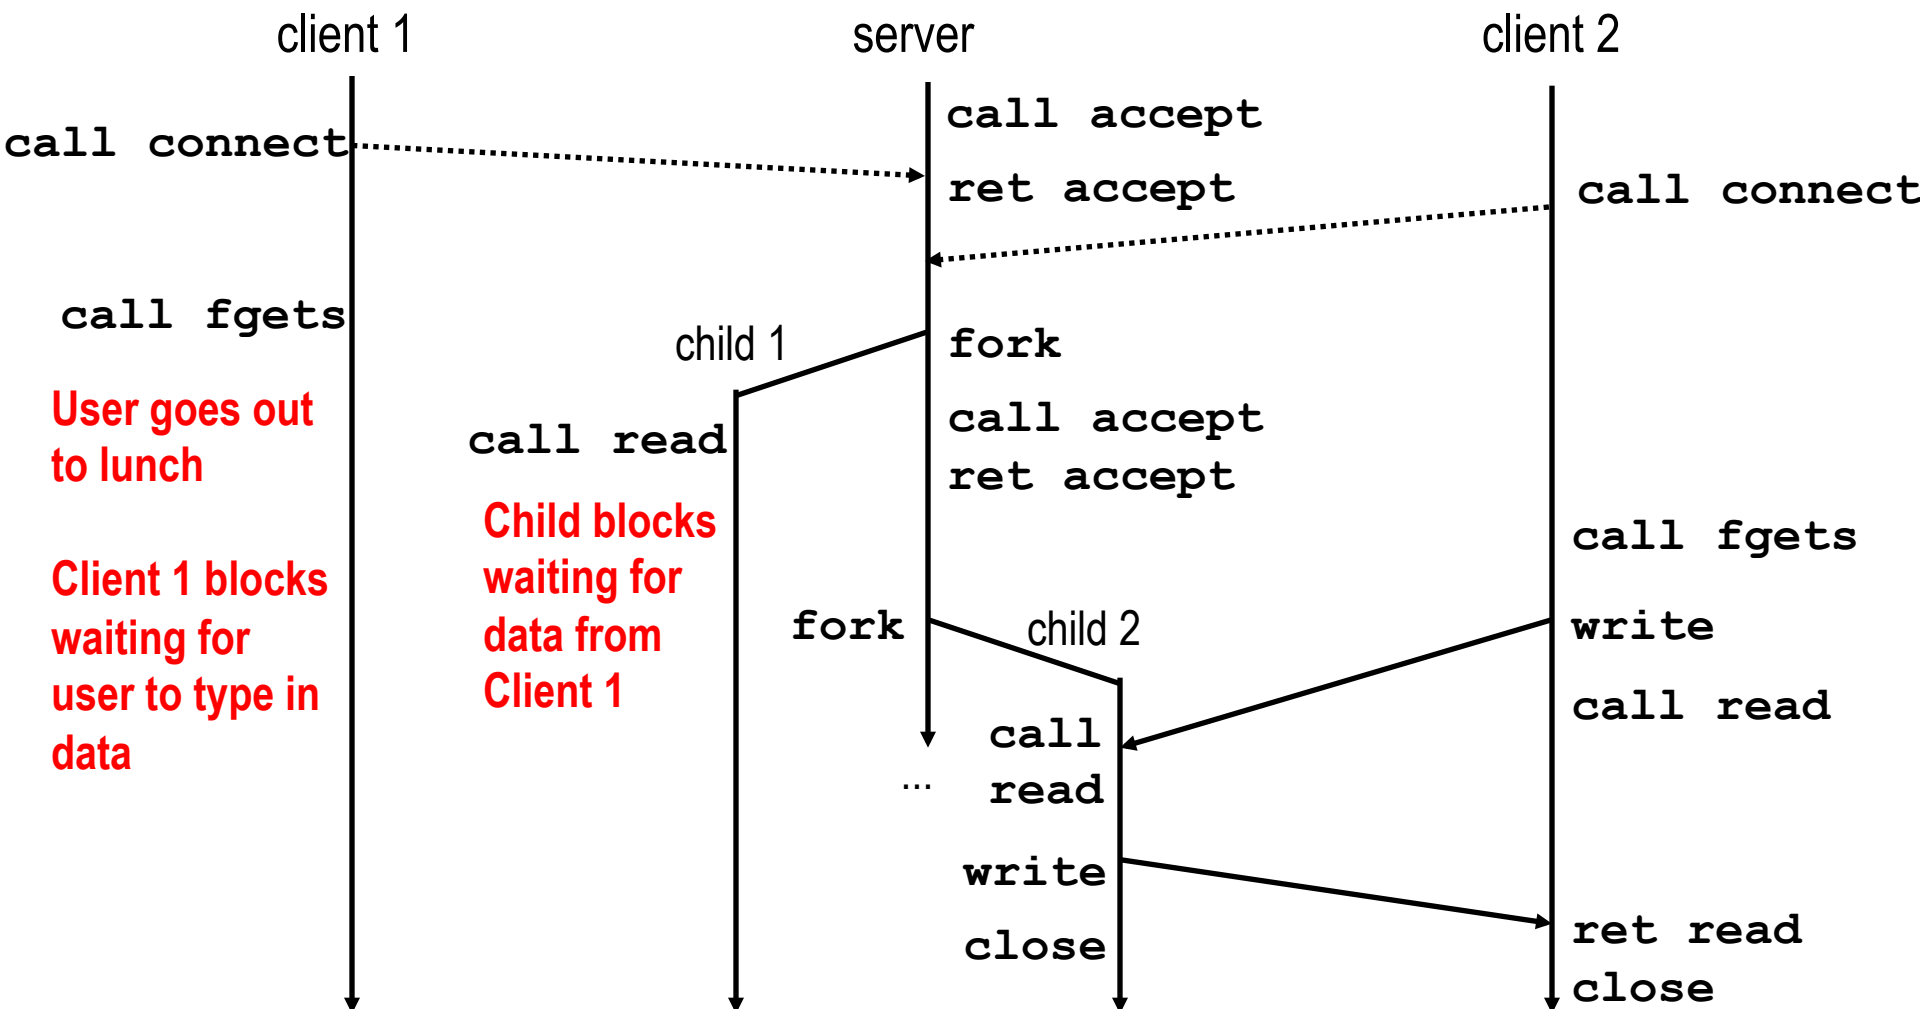 client 1
server
client 2
call connect
call accept
ret accept
call connect
call fgets
child 1
fork
User goes out
to lunch
call read
call accept
ret accept
Child blocks
waiting for
data from
Client 1
Client 1 blocks
waiting for
user to type in
data
call fgets
fork
child 2
write
call read
call
read
...
write
close
ret read
close